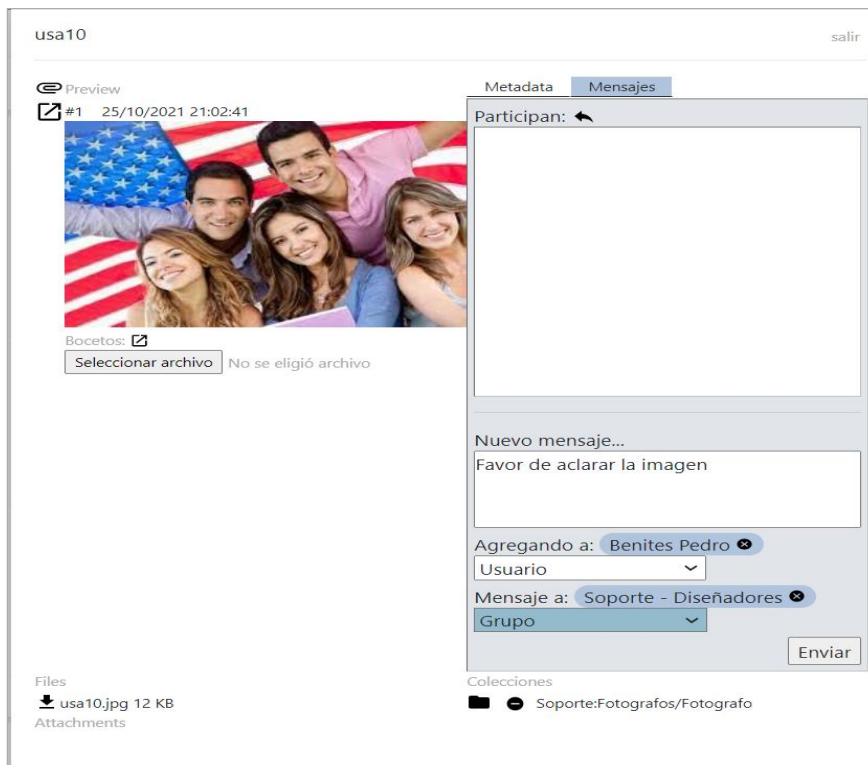 usa10
salir
Preview
#1 25/10/2021 21:02:41
Bocetos:
Seleccionar archivo No se eligió archivo
Metadata Mensajes
Participan:
Nuevo mensaje...
Favor de aclarar la imagen
Agregando a: Benites Pedro
Usuario
Mensaje a: Soporte - Diseñadores
Grupo
Enviar
Files
usa10.jpg 12 KB
Attachments
Colecciones
Soporte:Fotografos/Fotografo